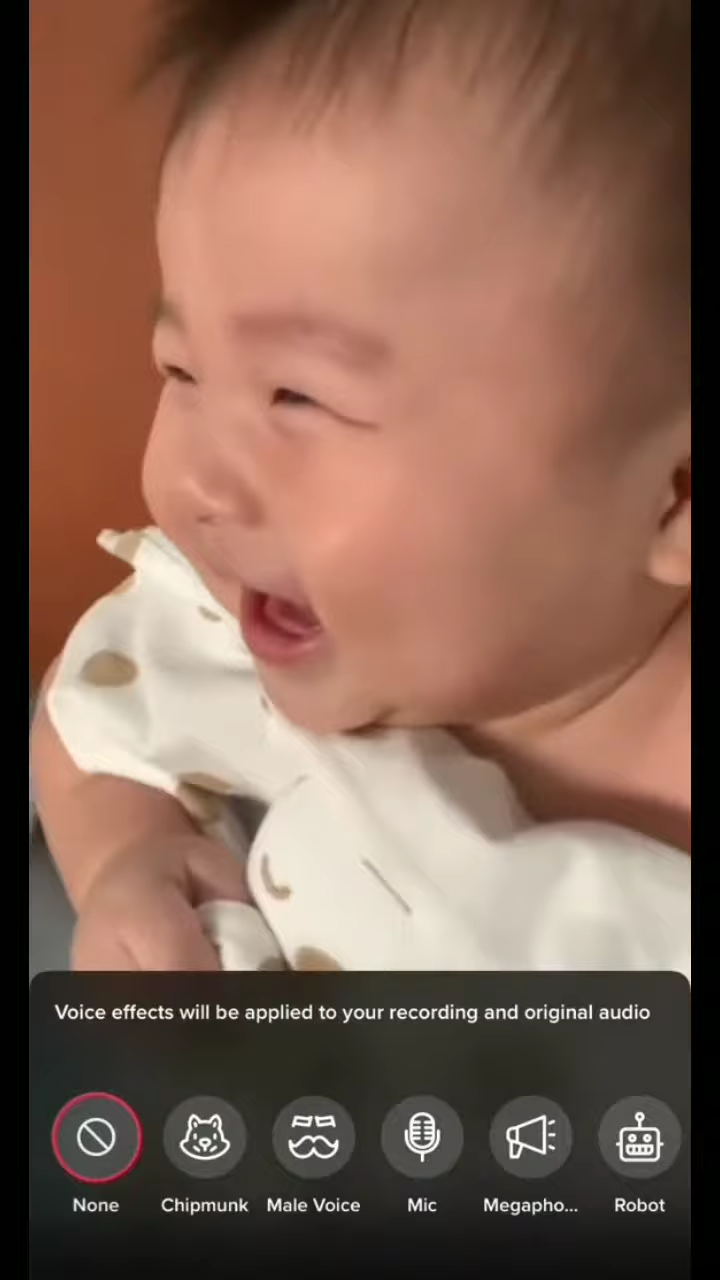 Voice effects will be applied to your recording and original audio
None
Chipmunk
Male Voice
Mic
Megapho...
Robot